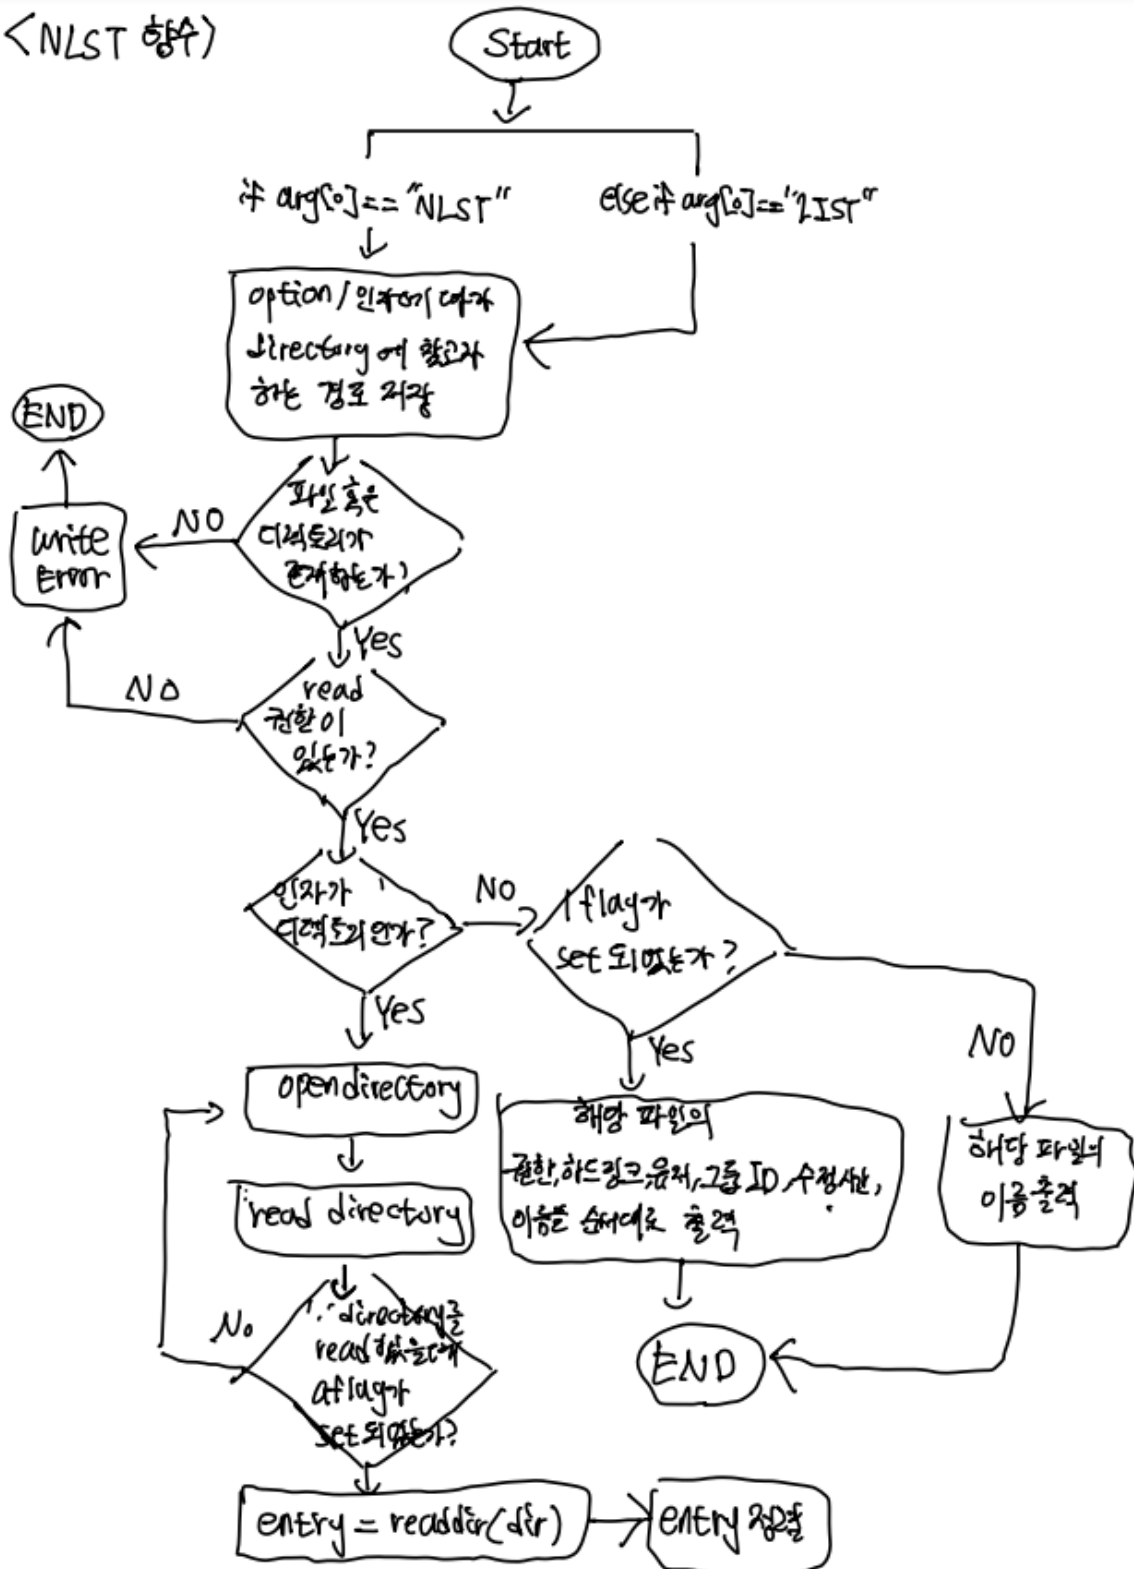 <NLST 함수>
Start
if arg[0]== "NLST"
else if arg[0]=="LIST"
option/인자에 따라
directory에 참고자
하는 경로 저장
END
write
Error
NO
파일 혹은
디렉토리가
존재하는가?
Yes
NO
read
권한이
있는가?
Yes
인자가
디렉토리인가?
NO
l flag가
set 되있는가?
Yes
NO
Yes
open directory
해당 파일의
권한, 하드링크, 유저, 그룹 ID, 수정시간,
이름을 순서대로 출력
해당 파일의
이름 출력
read directory
No
directory를
read 했을때
aflag가
set 되있는가?
END
entry = readdir(dir)
entry 정렬